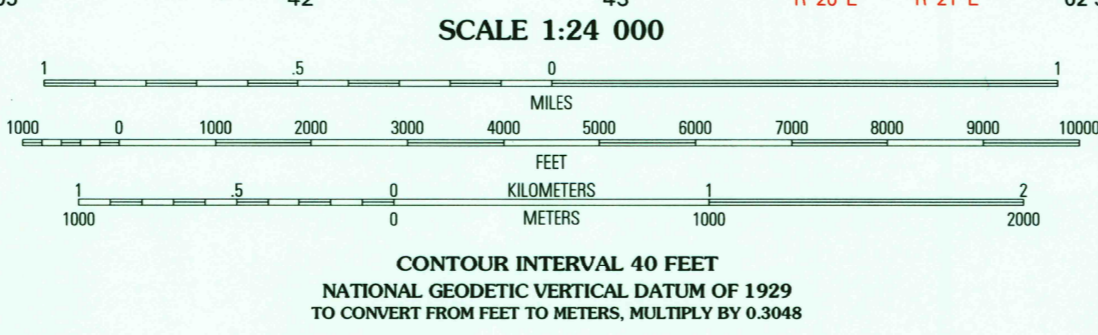 SCALE 1:24 000
1 .5 0 1
MILES
1000 0 1000 2000 3000 4000 5000 6000 7000 8000 9000 10000
FEET
1 .5 0 KILOMETERS 1 2
1000 0 METERS 1000 2000
CONTOUR INTERVAL 40 FEET
NATIONAL GEODETIC VERTICAL DATUM OF 1929
TO CONVERT FROM FEET TO METERS, MULTIPLY BY 0.3048